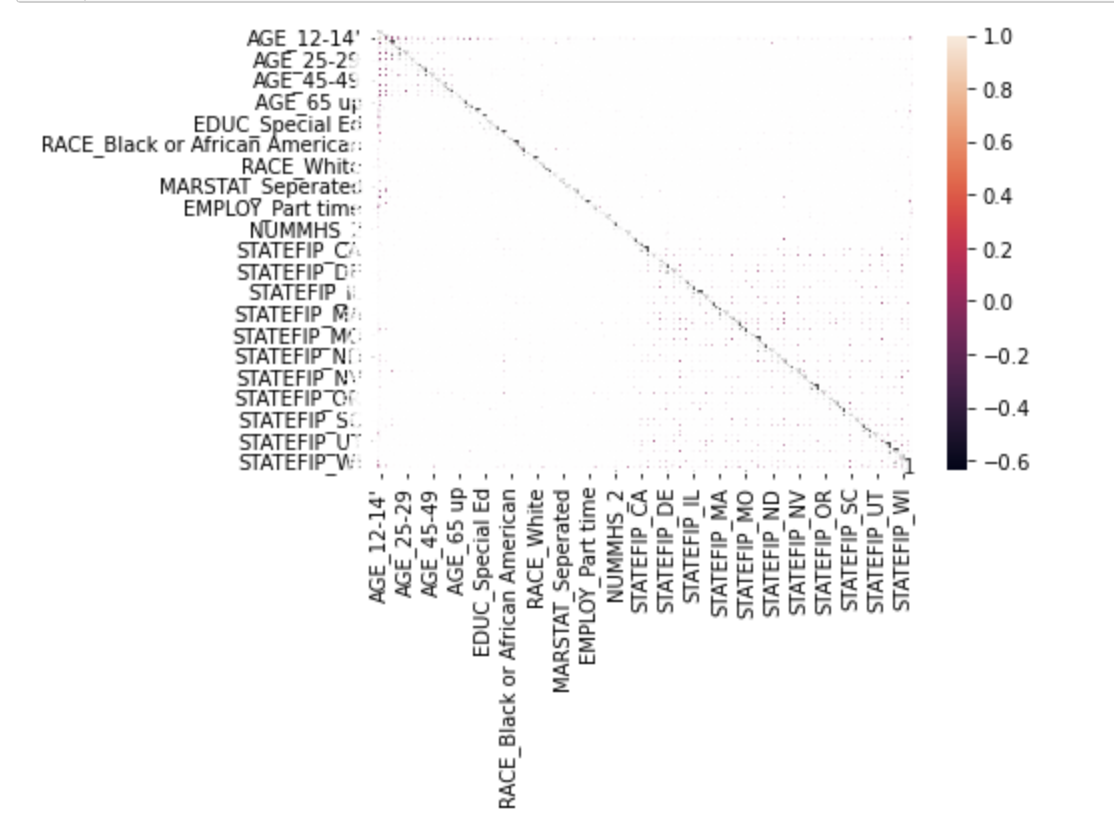 AGE_12-14'
AGE_25-29
AGE_45-49
AGE_65 up
EDUC_Special Ed
RACE_Black or African American
RACE_White
MARSTAT_Seperated
EMPLOY_Part time
NUMMHS_2
STATEFIP_CA
STATEFIP_DE
STATEFIP_IL
STATEFIP_MA
STATEFIP_MO
STATEFIP_ND
STATEFIP_NV
STATEFIP_OR
STATEFIP_SC
STATEFIP_UT
STATEFIP_WI
1.0
0.8
0.6
0.4
0.2
0.0
−0.2
−0.4
−0.6
1
AGE_12-14'
AGE_25-29
AGE_45-49
AGE_65 up
EDUC_Special Ed
RACE_Black or African American
RACE_White
MARSTAT_Seperated
EMPLOY_Part time
NUMMHS_2
STATEFIP_CA
STATEFIP_DE
STATEFIP_IL
STATEFIP_MA
STATEFIP_MO
STATEFIP_ND
STATEFIP_NV
STATEFIP_OR
STATEFIP_SC
STATEFIP_UT
STATEFIP_WI